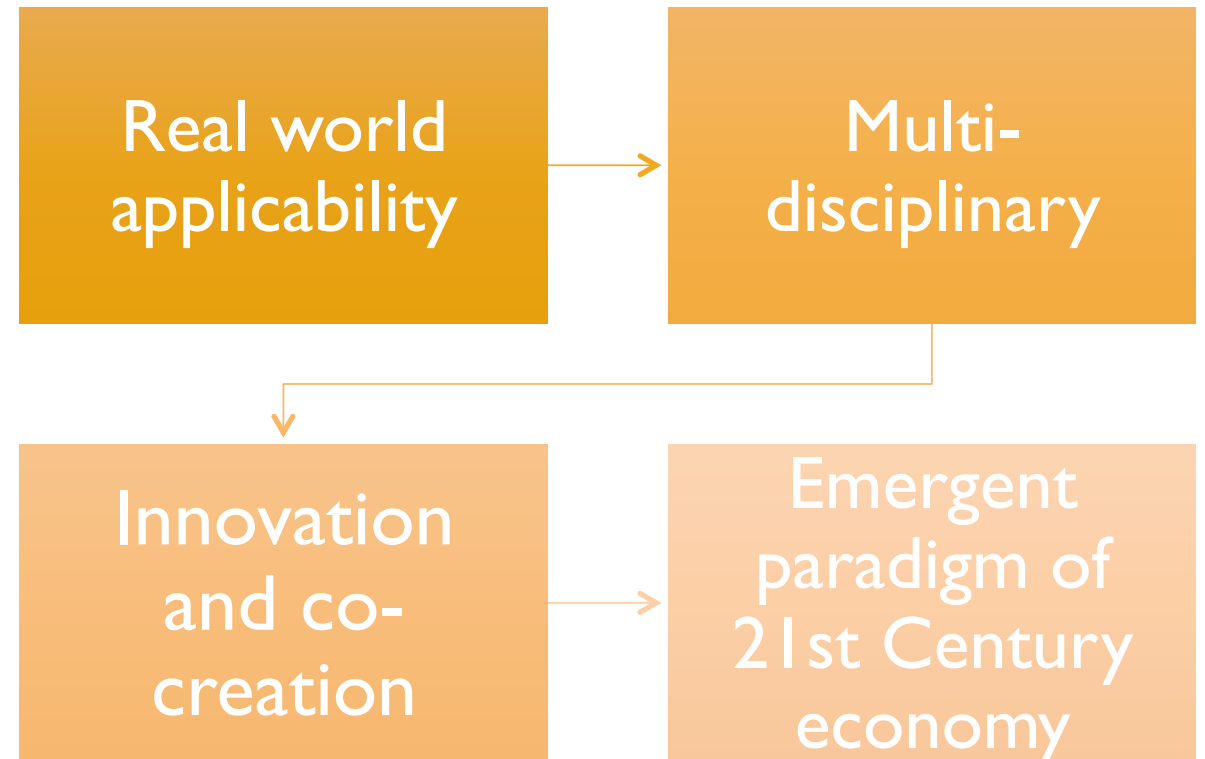 Real world
applicability
Multi-
disciplinary
Innovation
and co-
creation
Emergent
paradigm of
21st Century
economy